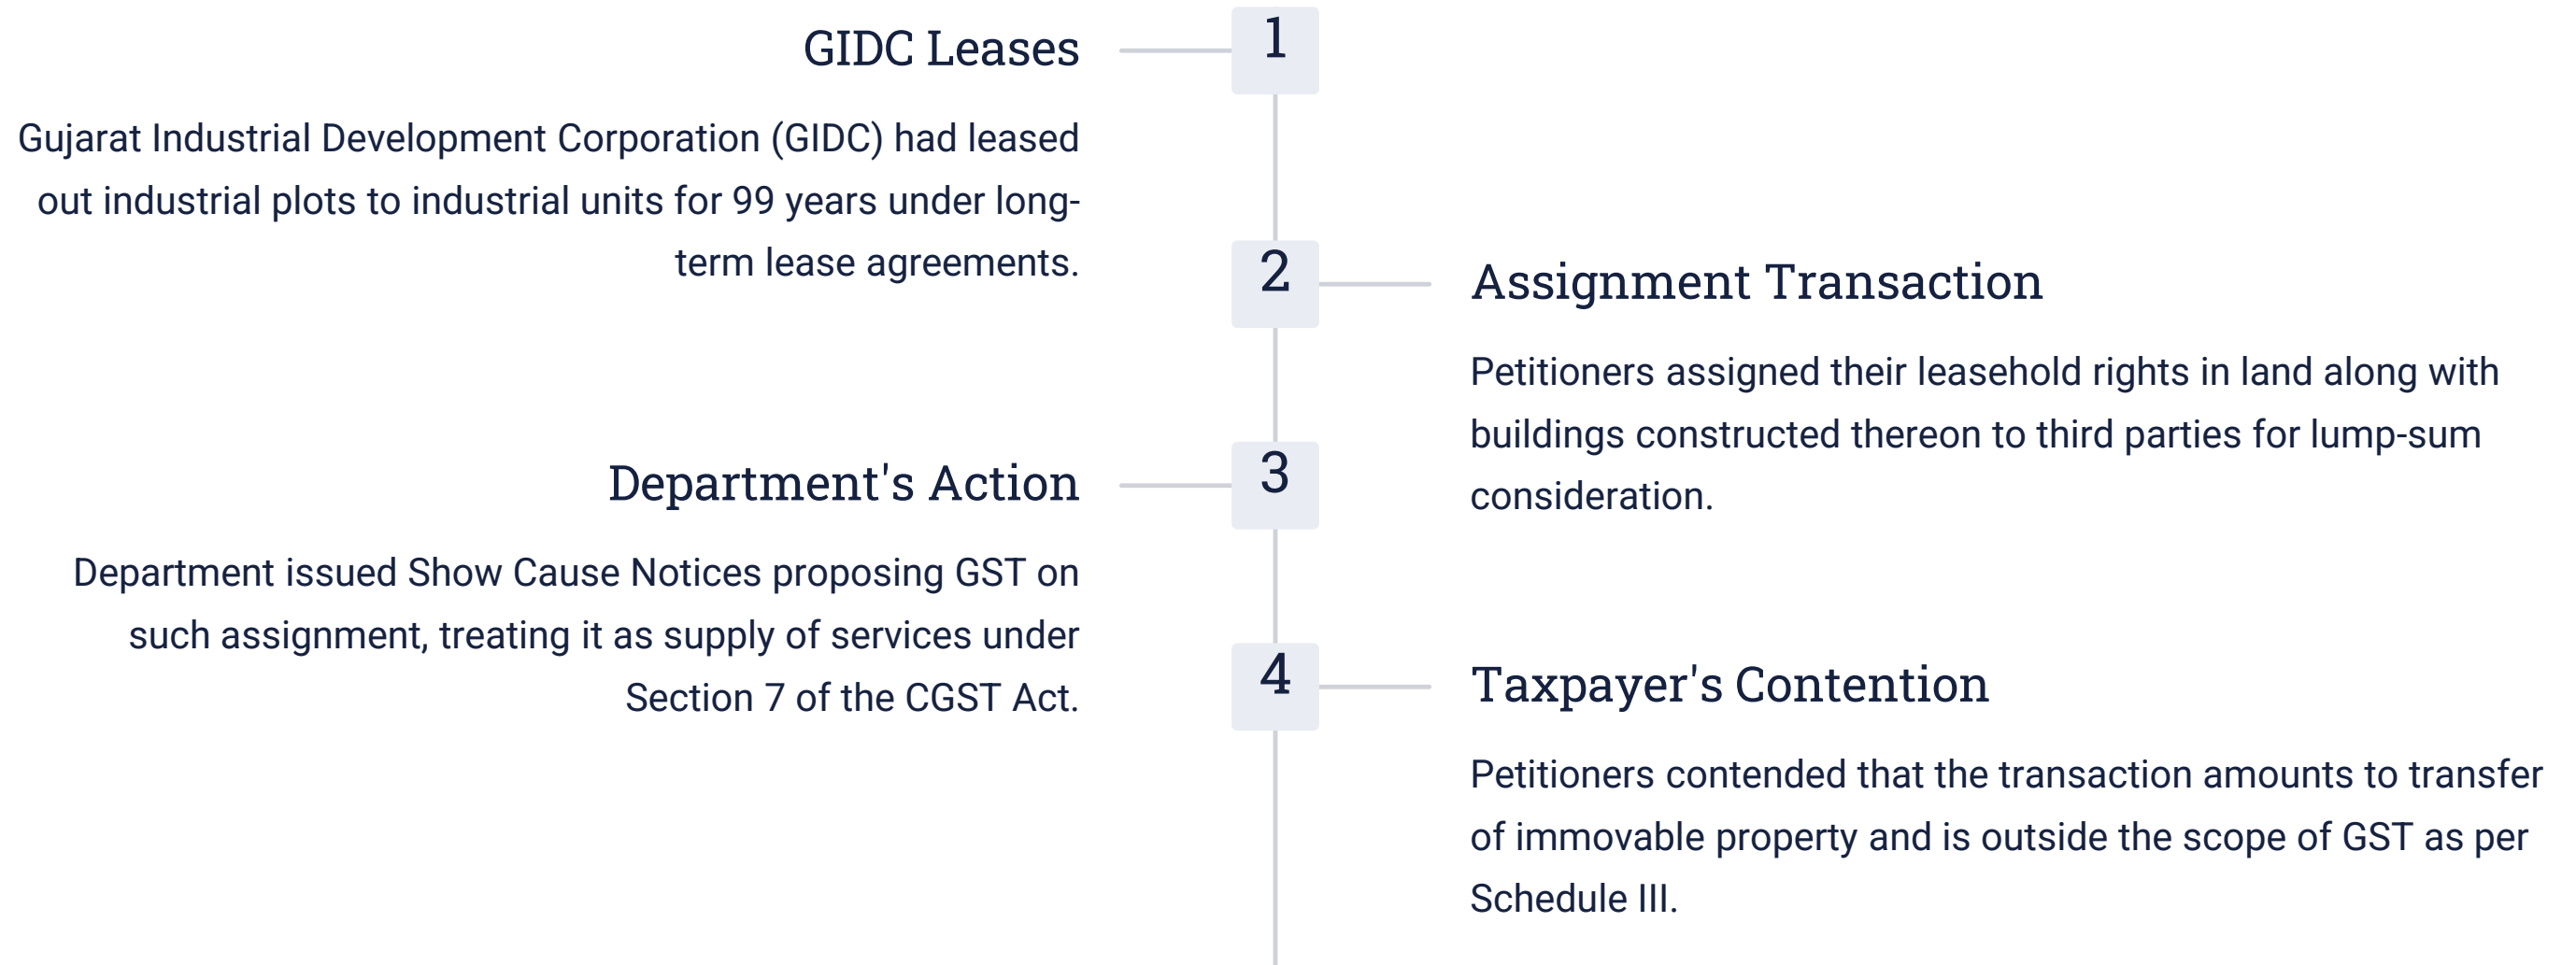 1
GIDC Leases
Gujarat Industrial Development Corporation (GIDC) had leased
out industrial plots to industrial units for 99 years under long-
term lease agreements.
2
Assignment Transaction
Petitioners assigned their leasehold rights in land along with
buildings constructed thereon to third parties for lump-sum
consideration.
3
Department's Action
Department issued Show Cause Notices proposing GST on
such assignment, treating it as supply of services under
Section 7 of the CGST Act.
4
Taxpayer's Contention
Petitioners contended that the transaction amounts to transfer
of immovable property and is outside the scope of GST as per
Schedule III.